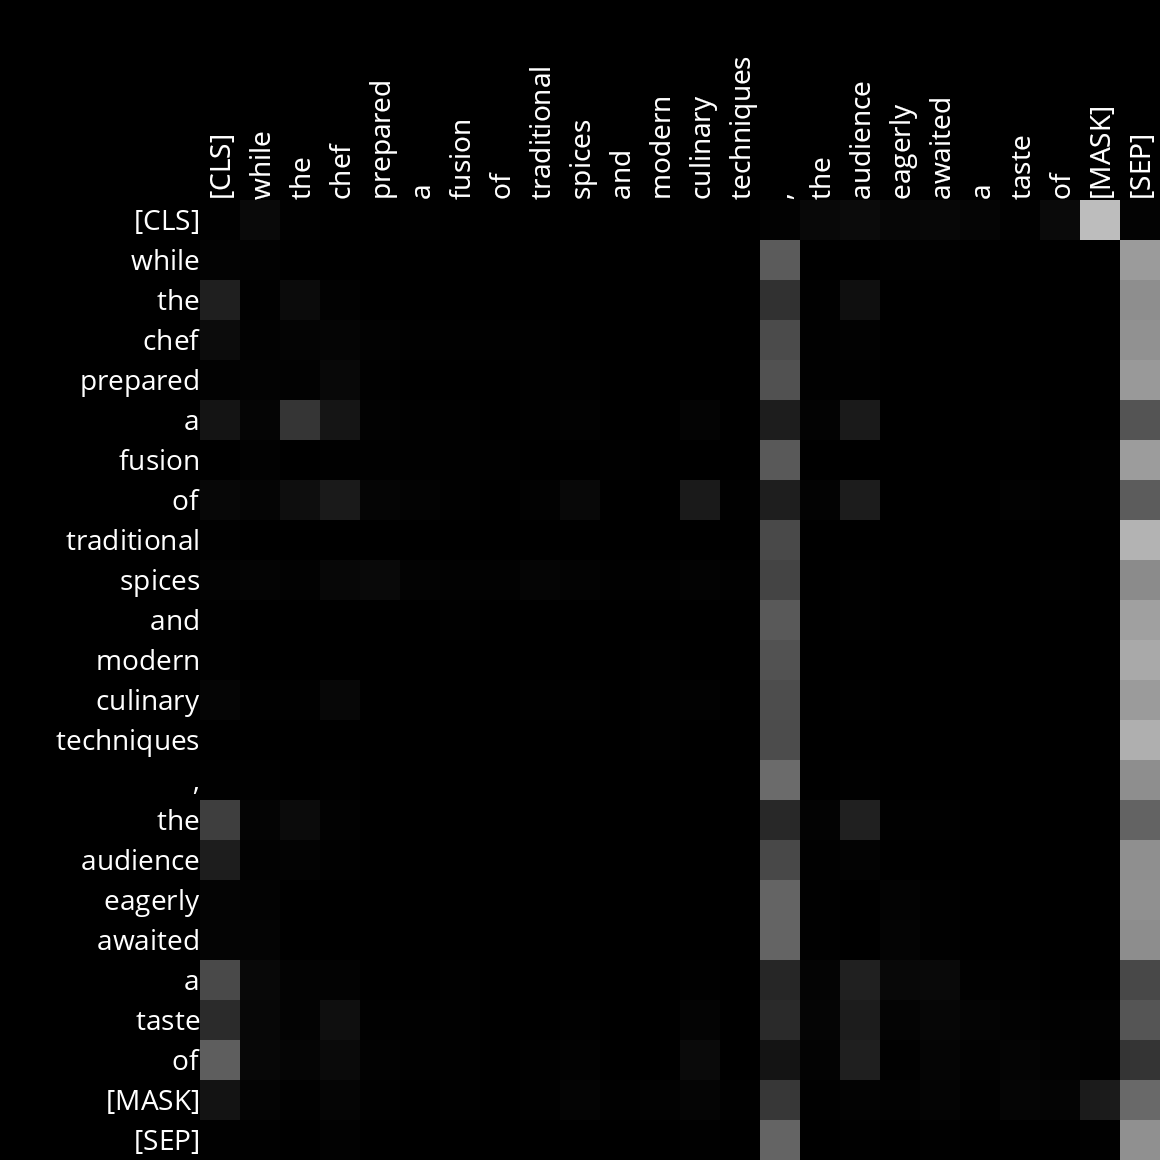 [CLS] while the chef prepared a fusion of traditional spices and modern culinary techniques , the audience eagerly awaited a taste of [MASK] [SEP]
[CLS]
while
the
chef
prepared
a
fusion
of
traditional
spices
and
modern
culinary
techniques
,
the
audience
eagerly
awaited
a
taste
of
[MASK]
[SEP]